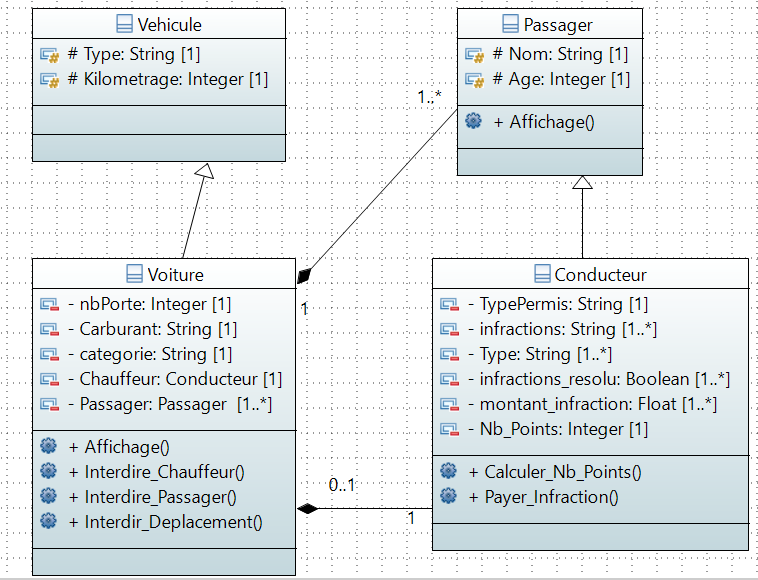 Vehicule
# Type: String [1]
# Kilometrage: Integer [1]
Passager
# Nom: String [1]
# Age: Integer [1]
+ Affichage()
1..*
Voiture
- nbPorte: Integer [1]
- Carburant: String [1]
- categorie: String [1]
- Chauffeur: Conducteur [1]
- Passager: Passager [1..*]
+ Affichage()
+ Interdire_Chauffeur()
+ Interdire_Passager()
+ Interdir_Deplacement()
1
0..1
1
Conducteur
- TypePermis: String [1]
- infractions: String [1..*]
- Type: String [1..*]
- infractions_resolu: Boolean [1..*]
- montant_infraction: Float [1..*]
- Nb_Points: Integer [1]
+ Calculer_Nb_Points()
+ Payer_Infraction()